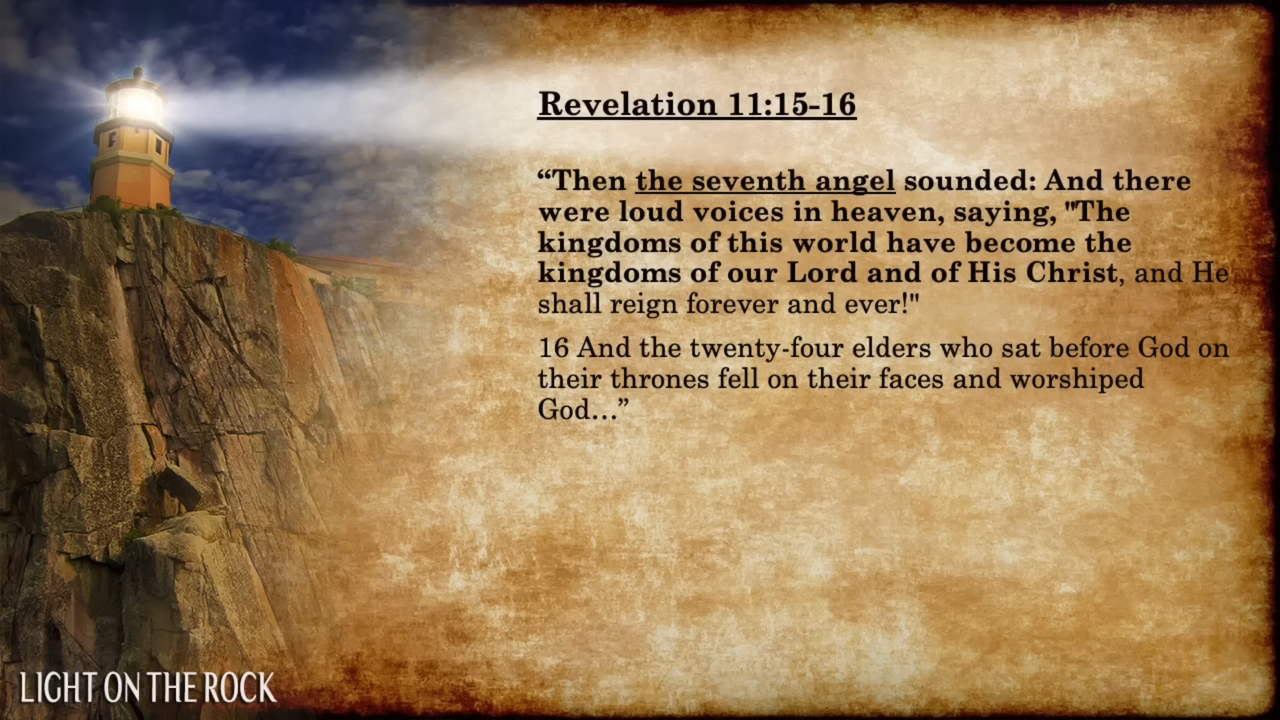 Revelation 11:15-16
“Then the seventh angel sounded: And there
were loud voices in heaven, saying, "The
kingdoms of this world have become the
kingdoms of our Lord and of His Christ, and He
shall reign forever and ever!"
16 And the twenty-four elders who sat before God on
their thrones fell on their faces and worshiped
God…”
LIGHT ON THE ROCK